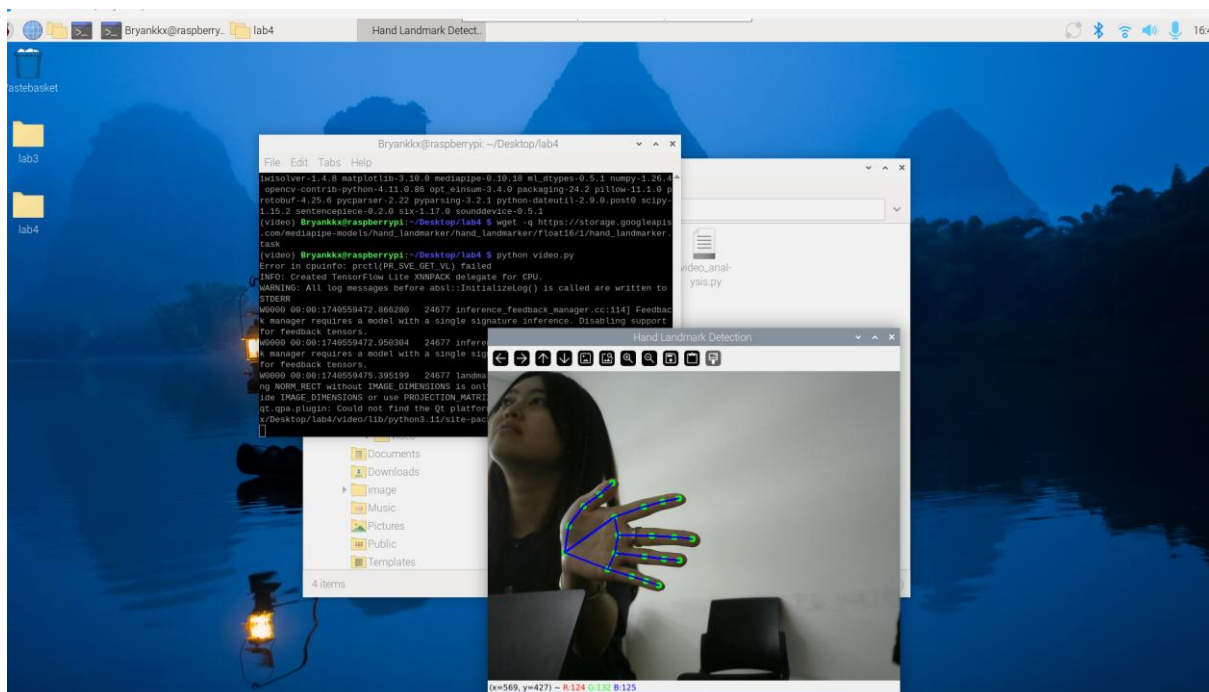 Bryankkx@raspberry.. lab4 Hand Landmark Detect.. 16:4
astebasket
lab3
lab4
Bryankkx@raspberrypi: ~/Desktop/lab4
File Edit Tabs Help
iwisolver-1.4.8 matplotlib-3.10.0 mediapipe-0.10.18 ml_dtypes-0.5.1 numpy-1.26.4
opencv-contrib-python-4.11.0.86 opt_einsum-3.4.0 packaging-24.2 pillow-11.1.0 p
rotobuf-4.25.6 pycparser-2.22 pyparsing-3.2.1 python-dateutil-2.9.0.post0 scipy-
1.15.2 sentencepiece-0.2.0 six-1.17.0 sounddevice-0.5.1
(video) Bryankkx@raspberrypi:~/Desktop/lab4 $ wget -q https://storage.googleapis
.com/mediapipe-models/hand_landmarker/hand_landmarker/float16/1/hand_landmarker.
task
(video) Bryankkx@raspberrypi:~/Desktop/lab4 $ python video.py
Error in cpuinfo: prctl(PR_SVE_GET_VL) failed
INFO: Created TensorFlow Lite XNNPACK delegate for CPU.
WARNING: All log messages before absl::InitializeLog() is called are written to
STDERR
W0000 00:00:1740559472.866280 24677 inference_feedback_manager.cc:114] Feedbac
k manager requires a model with a single signature inference. Disabling support
for feedback tensors.
W0000 00:00:1740559472.950304 24677 infere
k manager requires a model with a single sig
for feedback tensors.
W0000 00:00:1740559475.395199 24677 landma
ng NORM_RECT without IMAGE_DIMENSIONS is onl
ide IMAGE_DIMENSIONS or use PROJECTION_MATRI
qt.qpa.plugin: Could not find the Qt platfor
x/Desktop/lab4/video/lib/python3.11/site-pac
video_anal-
ysis.py
Documents
Downloads
image
Music
Pictures
Public
Templates
4 items
Hand Landmark Detection
(x=569, y=427) ~ R:124 G:132 B:125